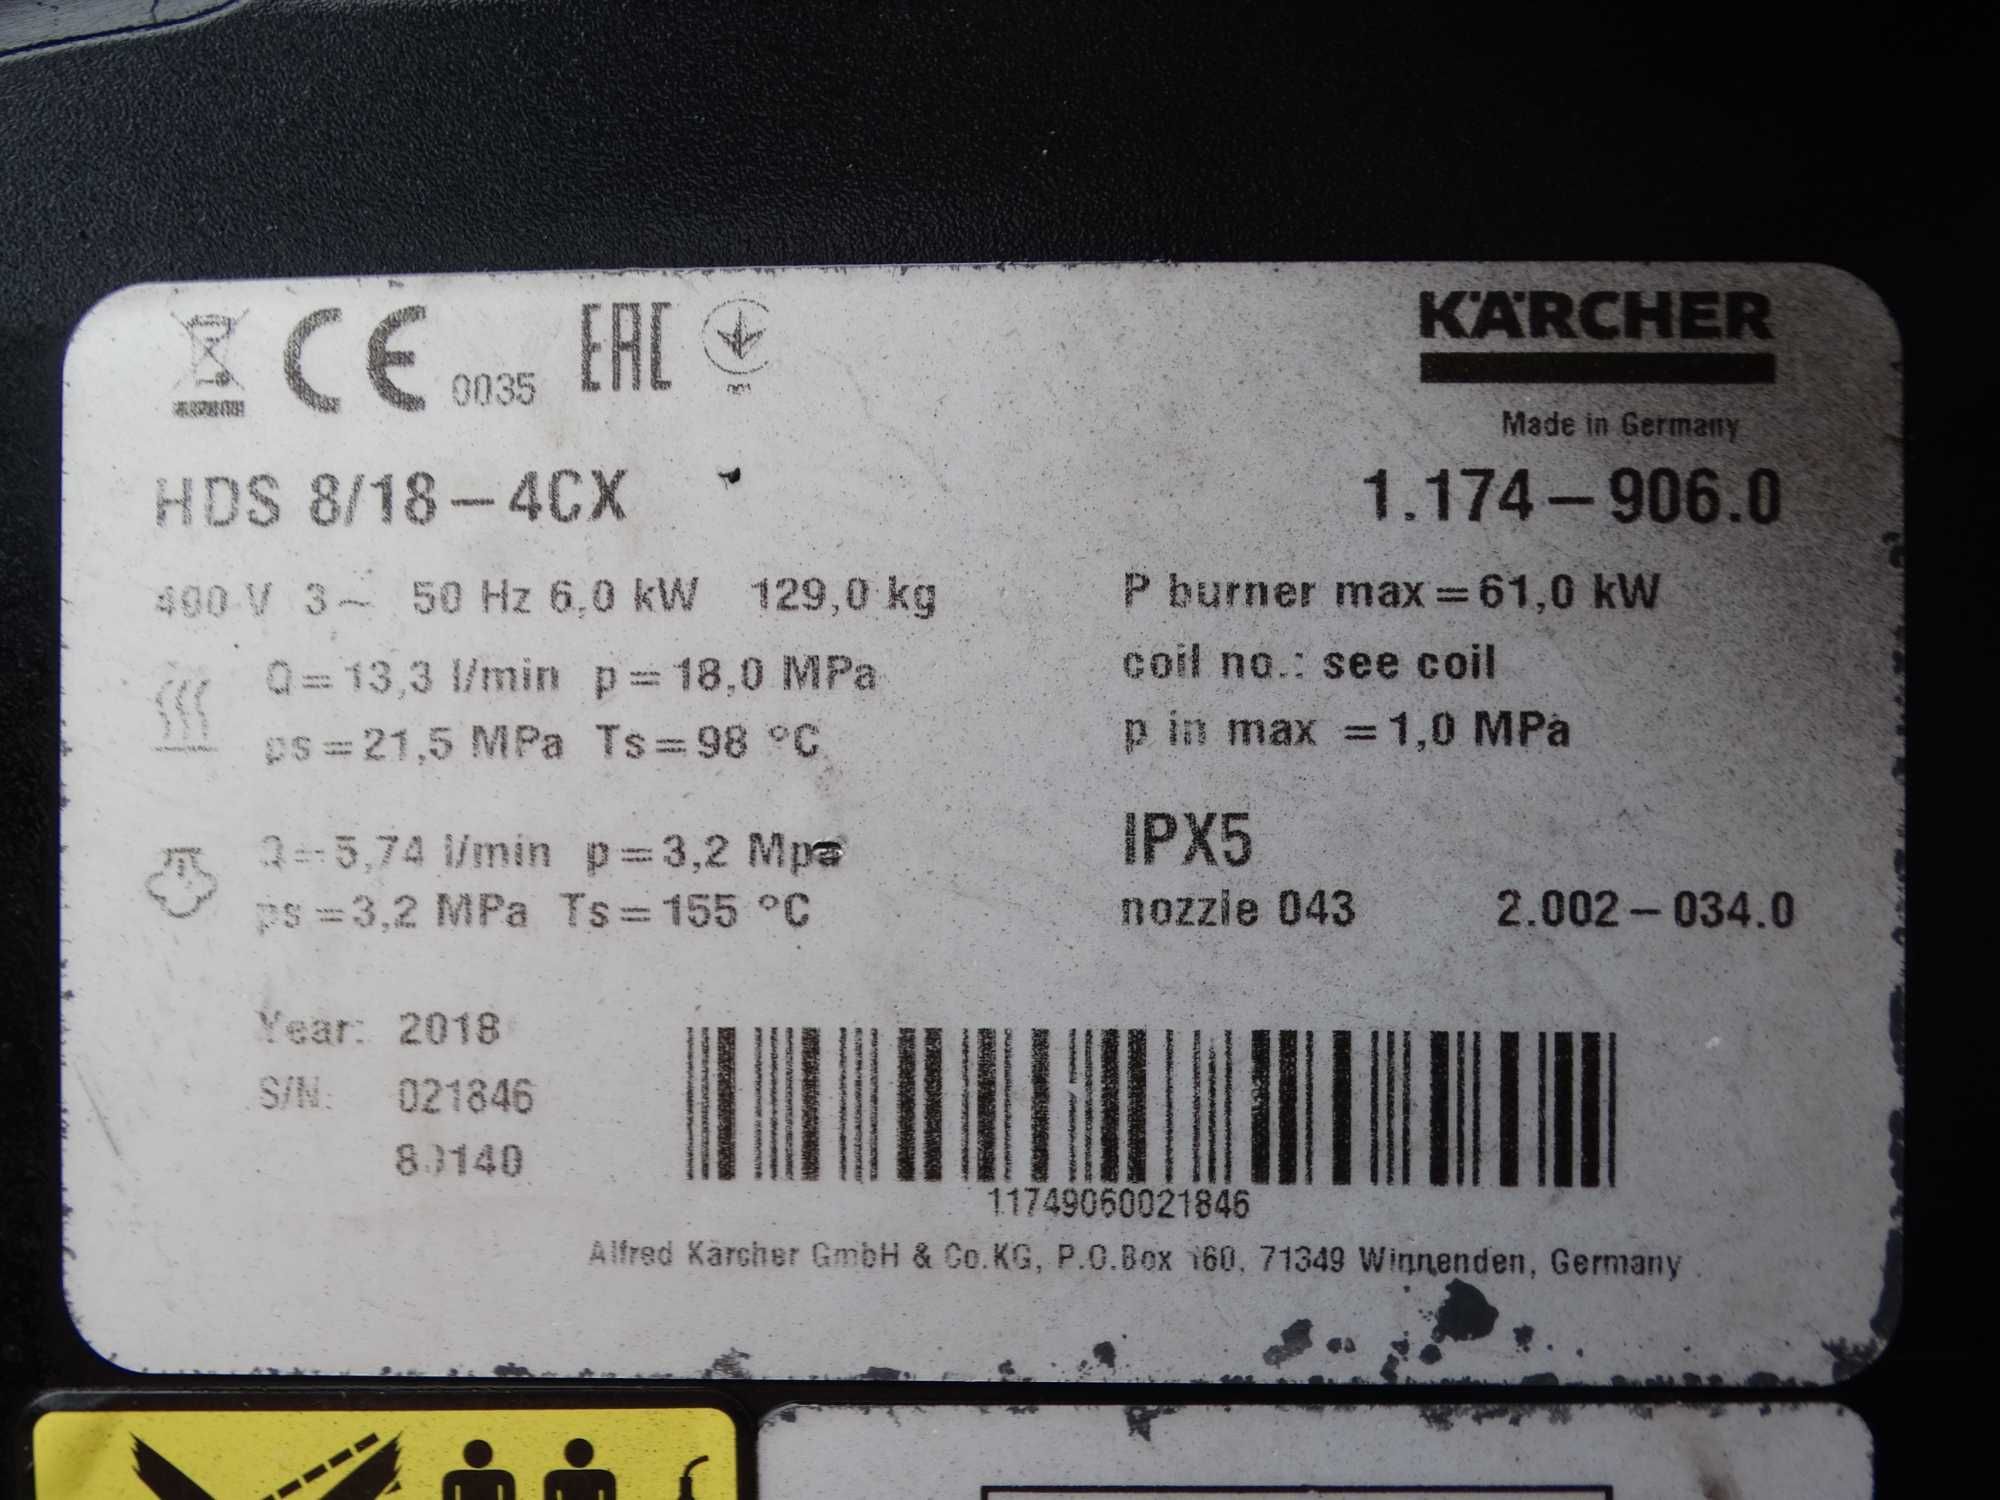 CE 0035 EAC
KÄRCHER
Made in Germany
HDS 8/18-4CX
1.174-906.0
400 V 3~ 50 Hz 6,0 kW 129,0 kg
P burner max = 61,0 kW
Q = 13,3 l/min p = 18,0 MPa
coil no.: see coil
ps = 21,5 MPa Ts = 98 °C
p in max = 1,0 MPa
Q = 5,74 l/min p = 3,2 Mpa
IPX5
ps = 3,2 MPa Ts = 155 °C
nozzle 043 2.002-034.0
Year: 2018
S/N: 021846
11749060021846
Alfred Kärcher GmbH & Co.KG, P.O.Box 160, 71349 Winnenden, Germany